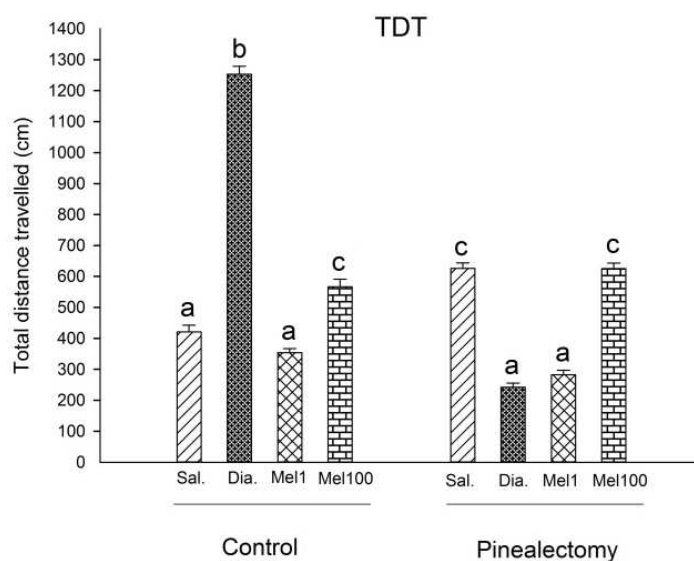 TDT
Total distance travelled (cm)
1400
1300
1200
1100
1000
900
800
700
600
500
400
300
200
100
0
a
b
a
c
c
a
a
c
Sal. Dia. Mel1 Mel100 Sal. Dia. Mel1 Mel100
Control Pinealectomy